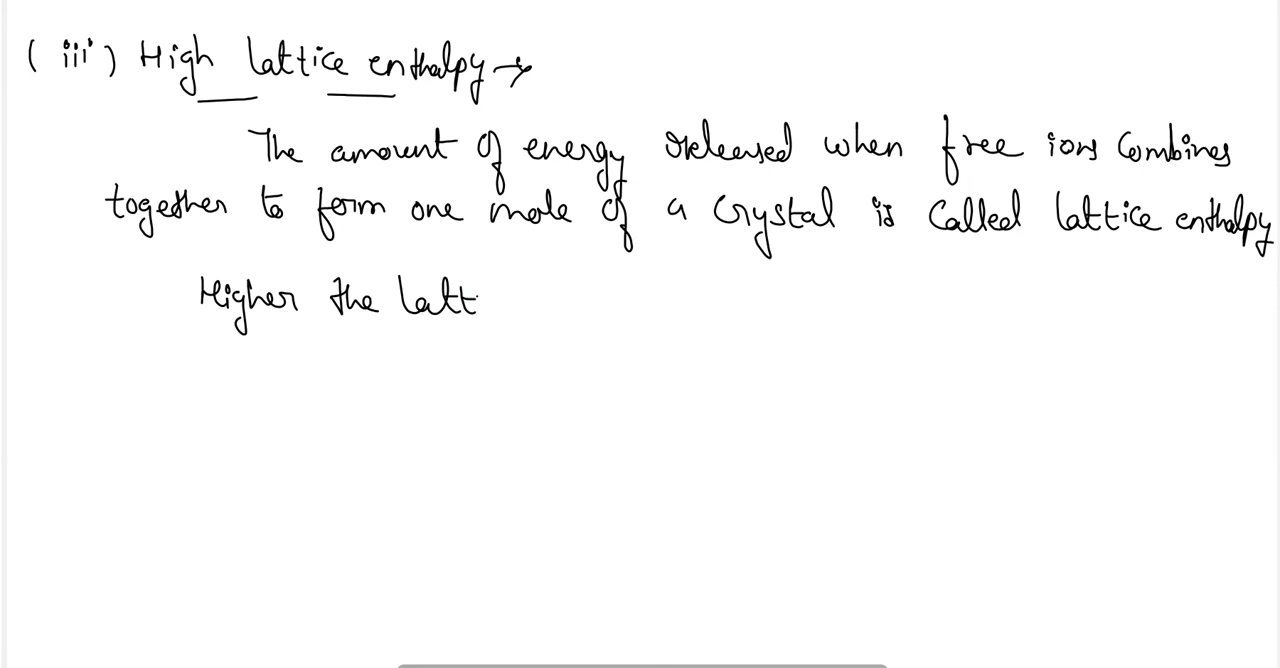 (iii) High lattice enthalpy →
The amount of energy released when free ions Combines
together to form one mole of a Crystal is Called lattice enthalpy
Higher the latt